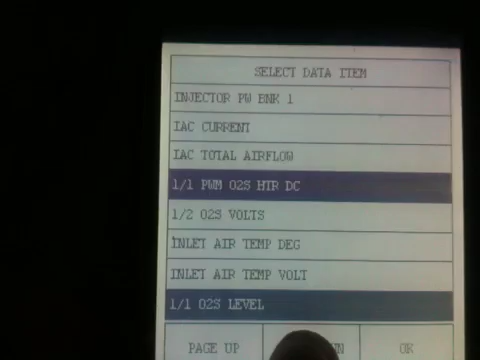 SELECT DATA ITEM
INJECTOR PW BNK 1
IAC CURRENT
IAC TOTAL AIRFLOW
1/1 PWM O2S HTR DC
1/2 O2S VOLTS
INLET AIR TEMP DEG
INLET AIR TEMP VOLT
1/1 O2S LEVEL
PAGE UP OK